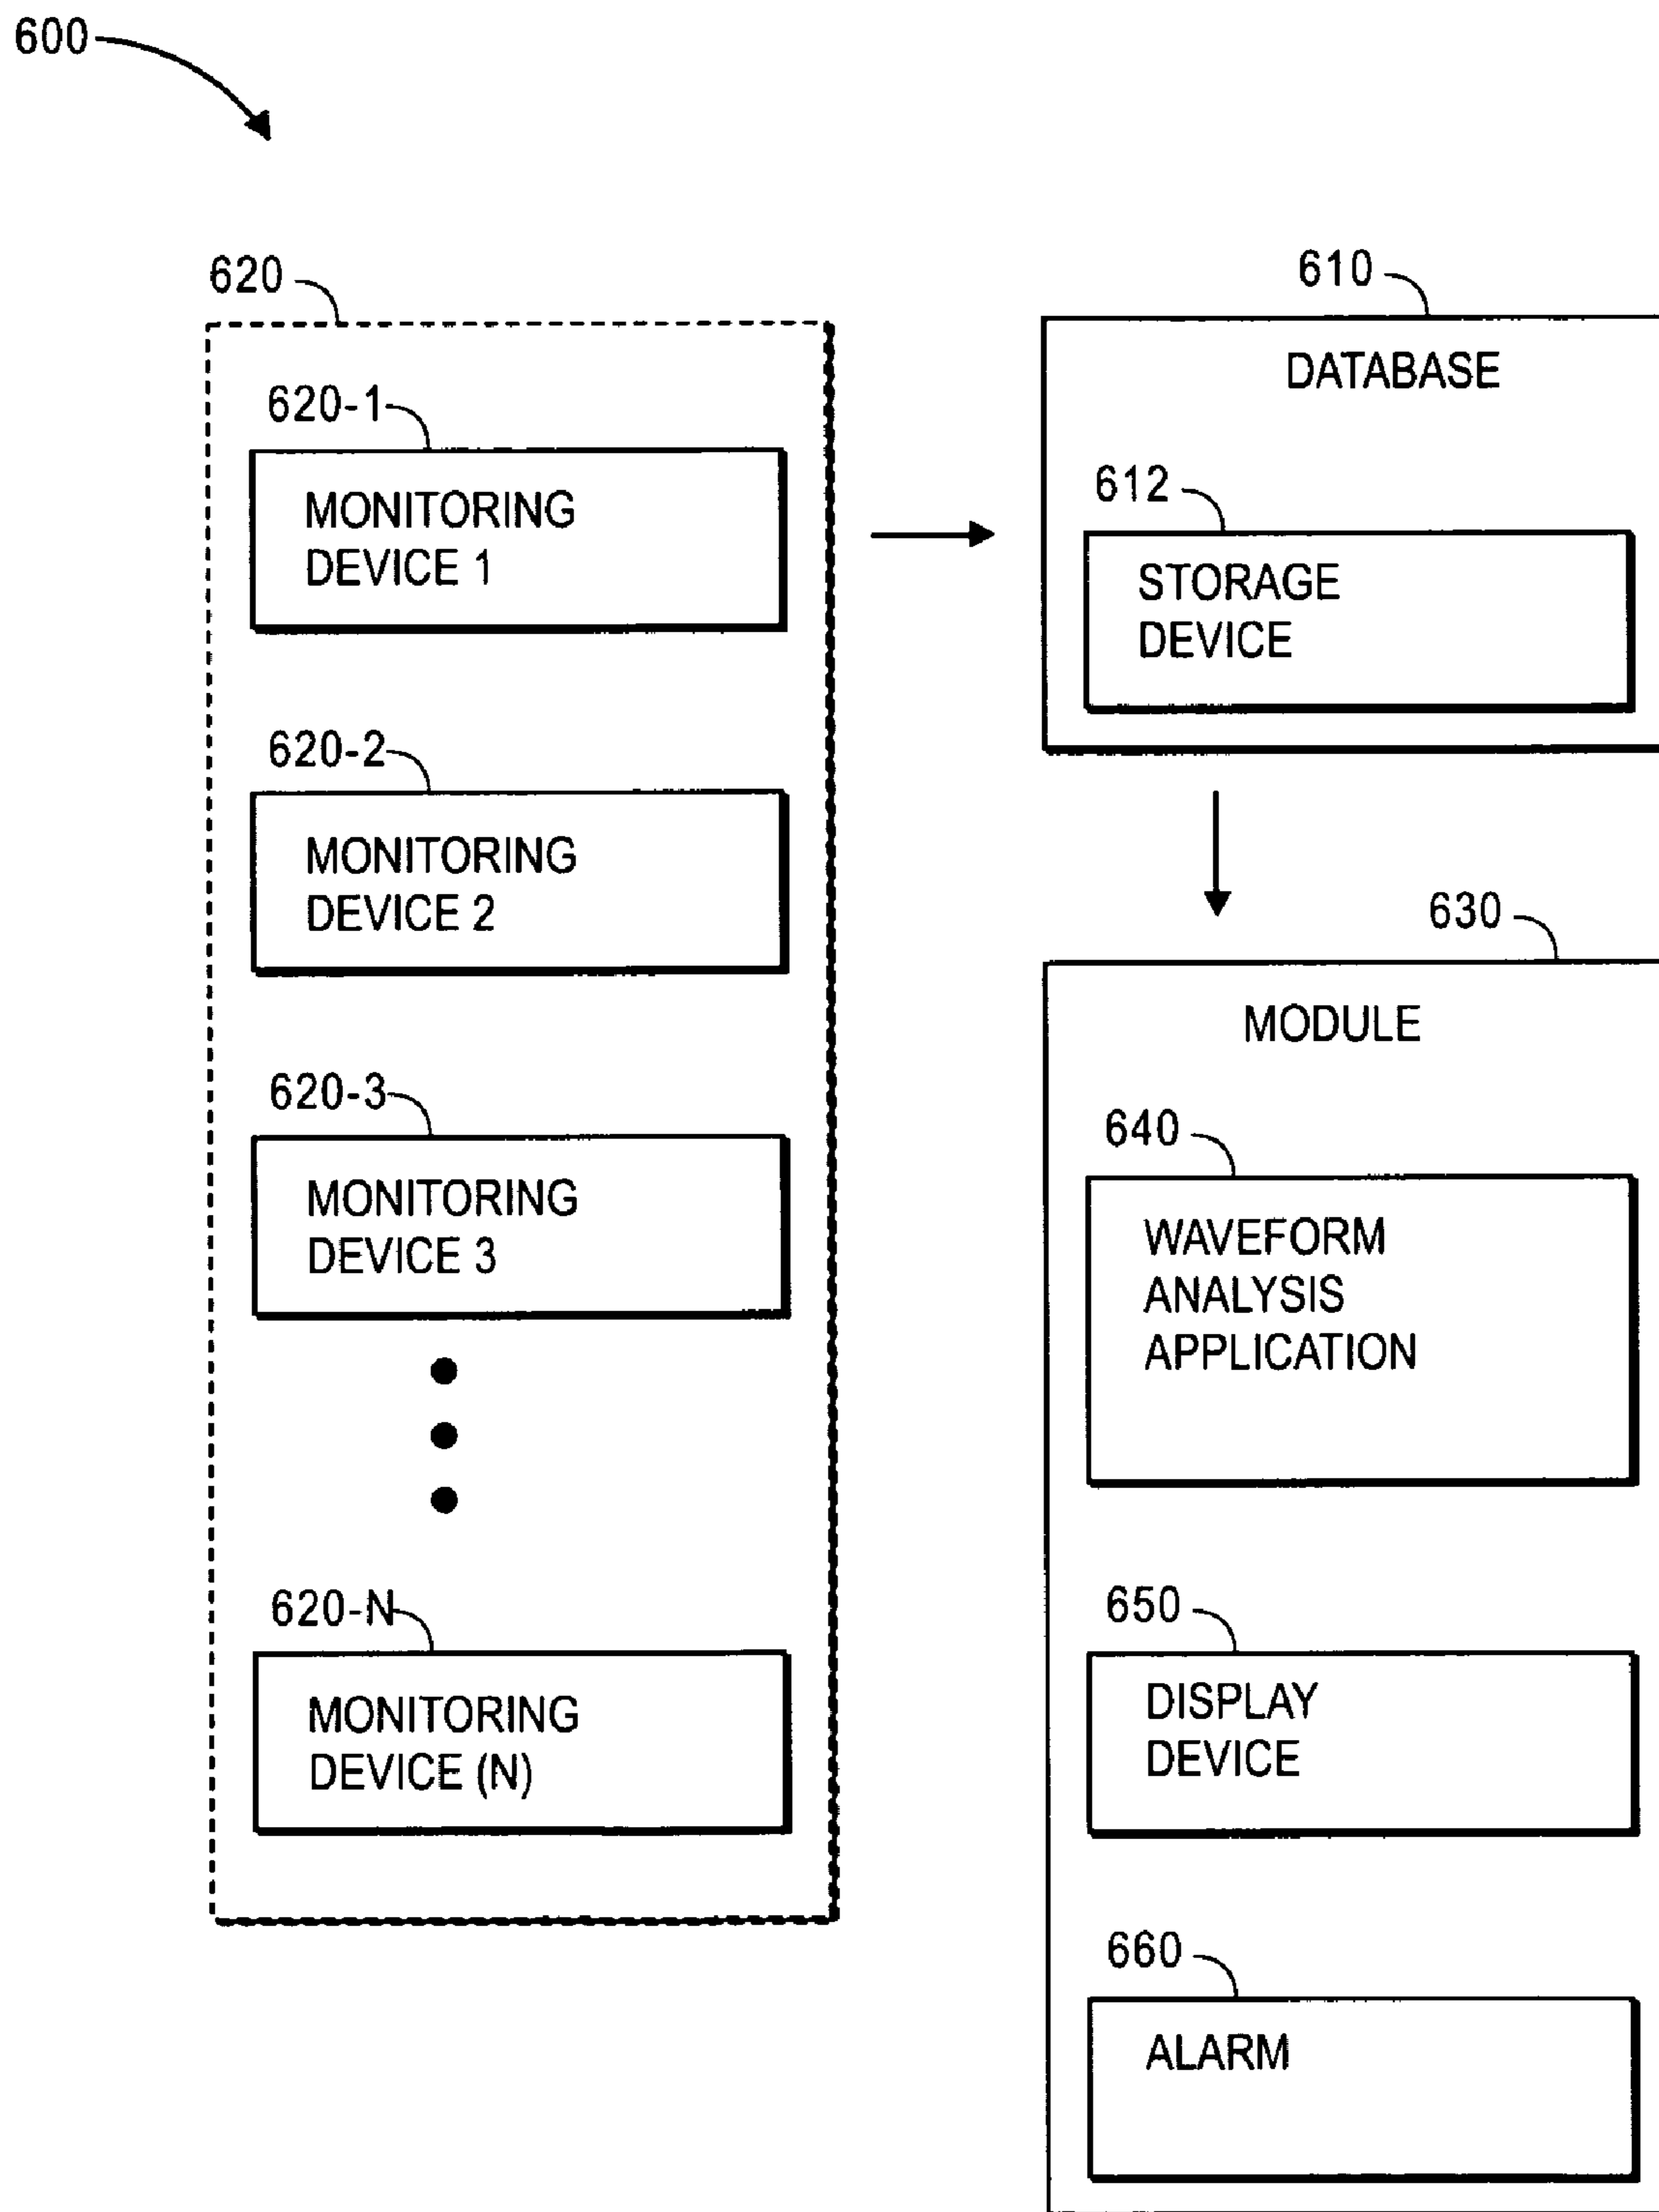 600
620
620-1
MONITORING
DEVICE 1
620-2
MONITORING
DEVICE 2
620-3
MONITORING
DEVICE 3
620-N
MONITORING
DEVICE (N)
610
DATABASE
612
STORAGE
DEVICE
630
MODULE
640
WAVEFORM
ANALYSIS
APPLICATION
650
DISPLAY
DEVICE
660
ALARM